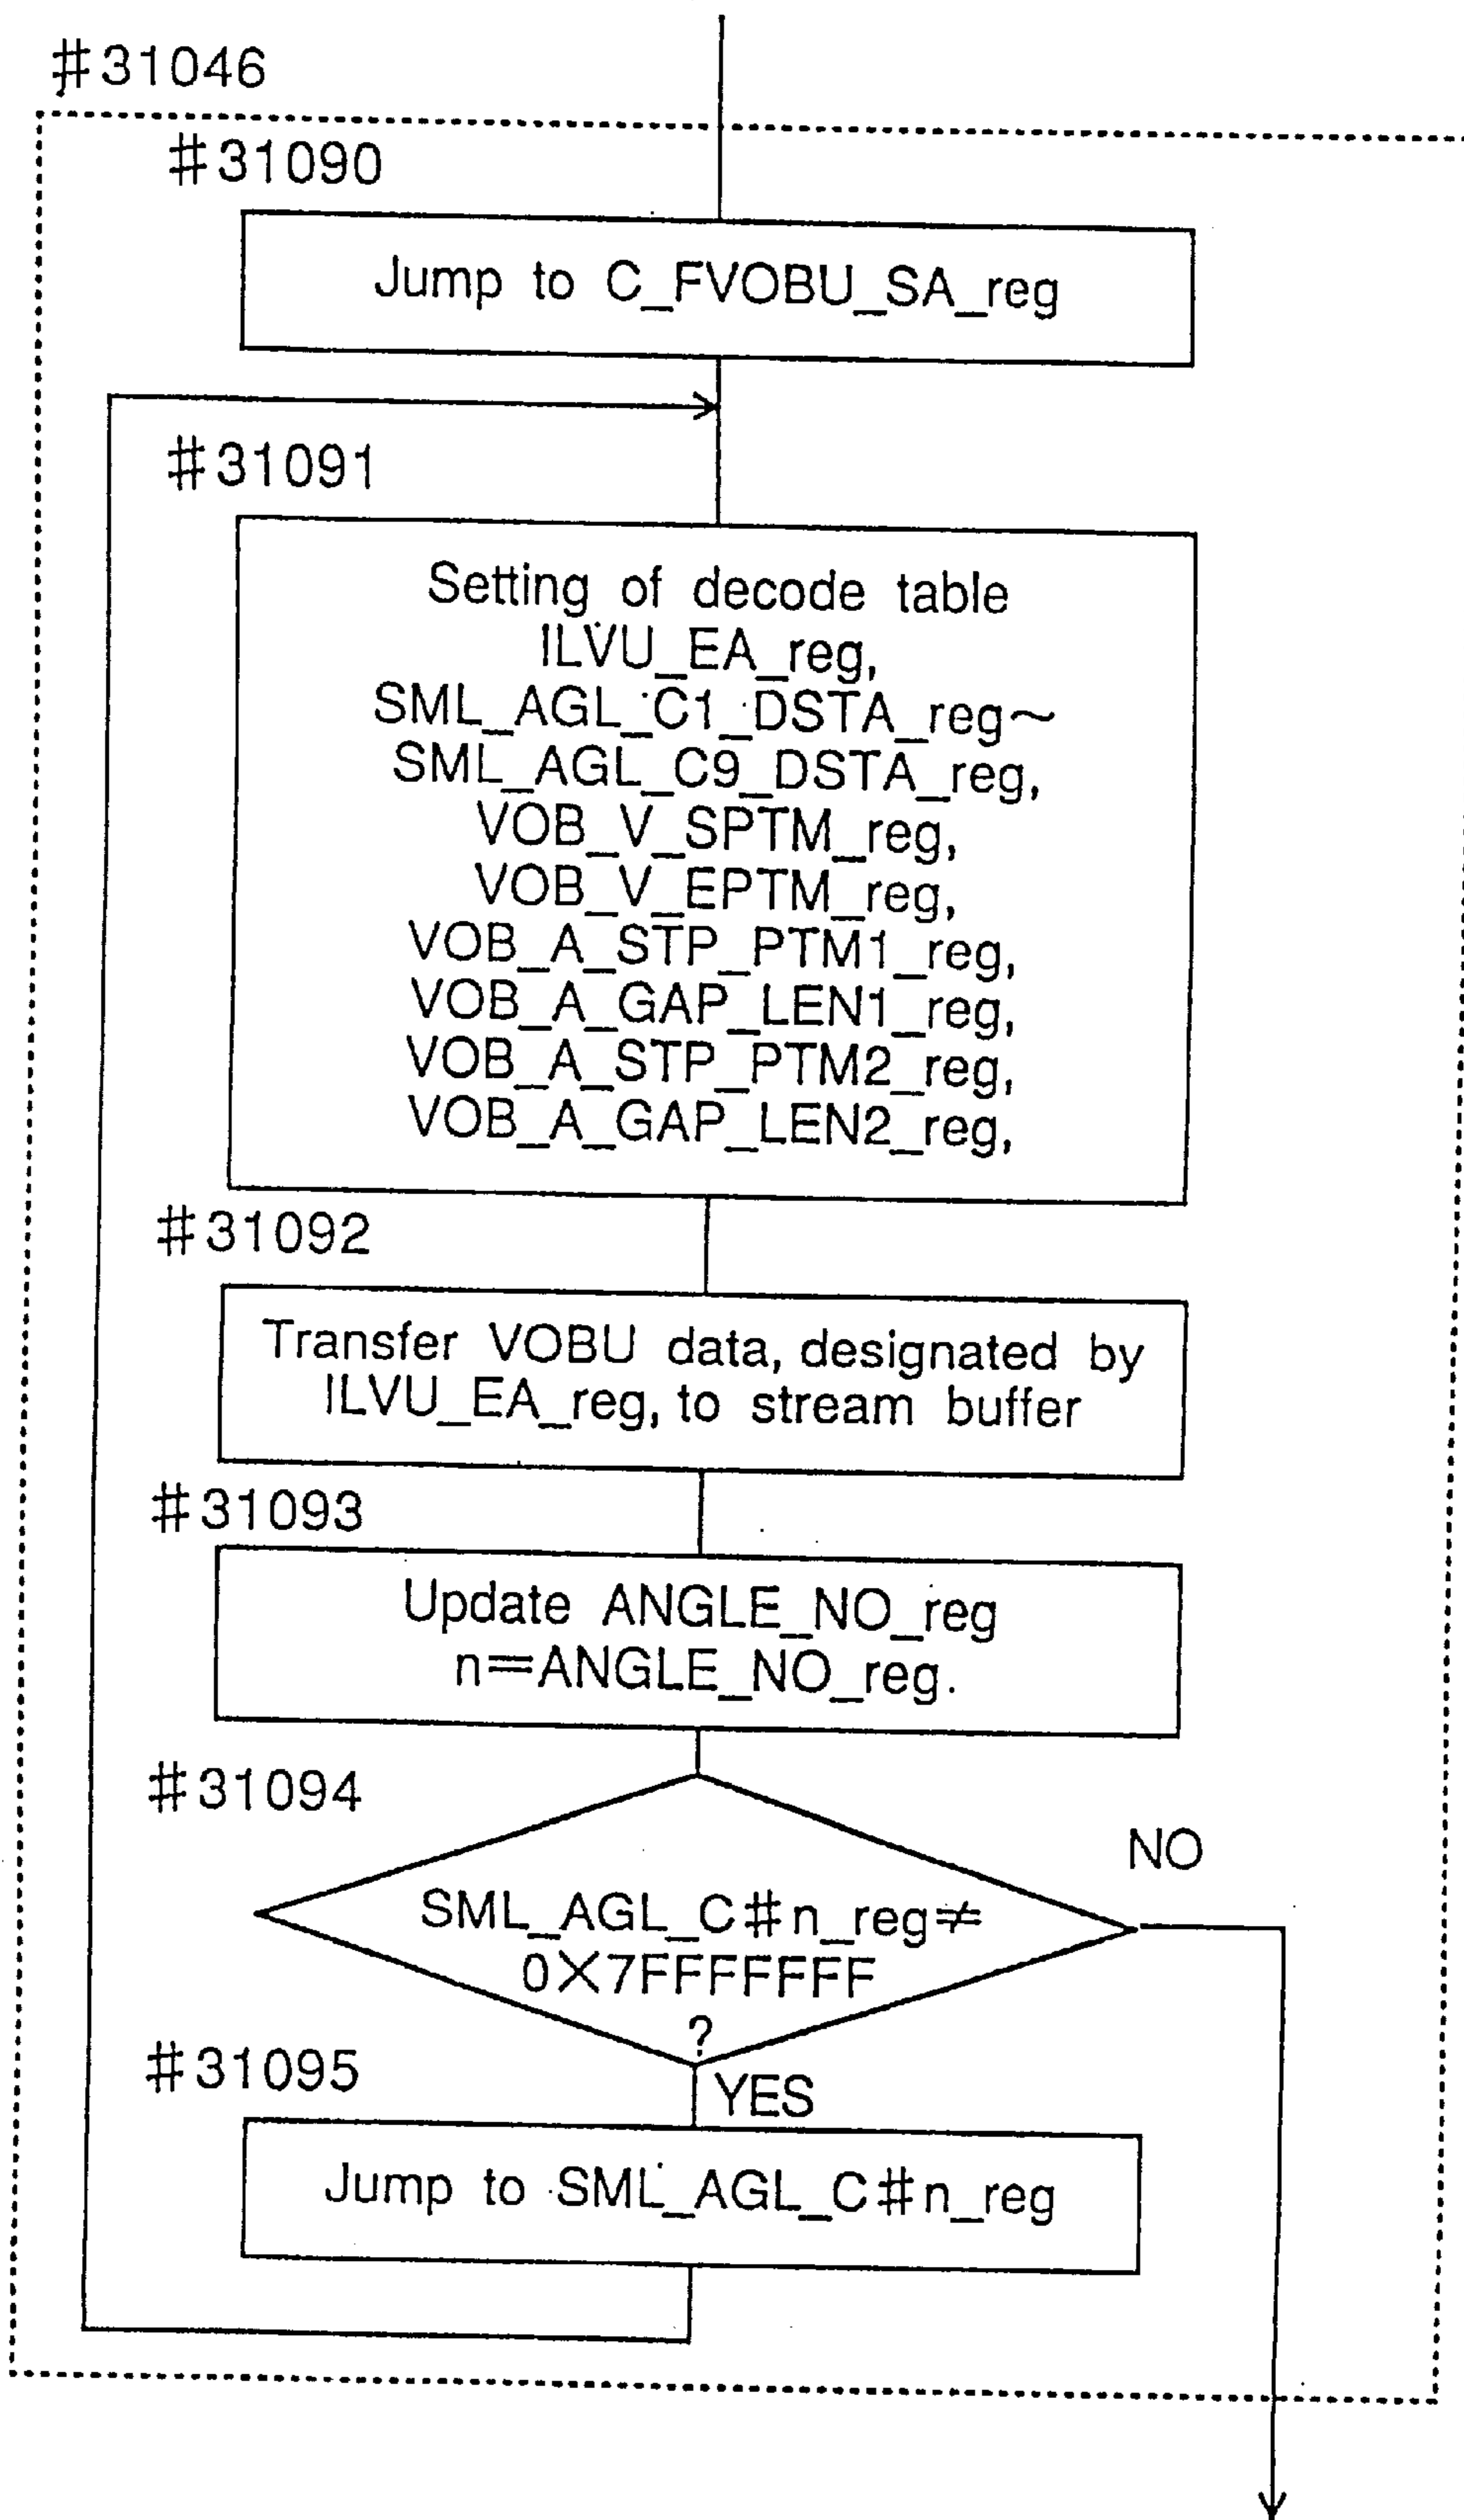 #31046
#31090
Jump to C_FVOBU_SA_reg
#31091
Setting of decode table
ILVU_EA_reg,
SML_AGL_C1_DSTA_reg~
SML_AGL_C9_DSTA_reg,
VOB_V_SPTM_reg,
VOB_V_EPTM_reg,
VOB_A_STP_PTM1_reg,
VOB_A_GAP_LEN1_reg,
VOB_A_STP_PTM2_reg,
VOB_A_GAP_LEN2_reg,
#31092
Transfer VOBU data, designated by
ILVU_EA_reg, to stream buffer
#31093
Update ANGLE_NO_reg
n=ANGLE_NO_reg.
#31094
NO
SML_AGL_C#n_reg≠
0X7FFFFFFF
?
#31095
YES
Jump to SML_AGL_C#n_reg